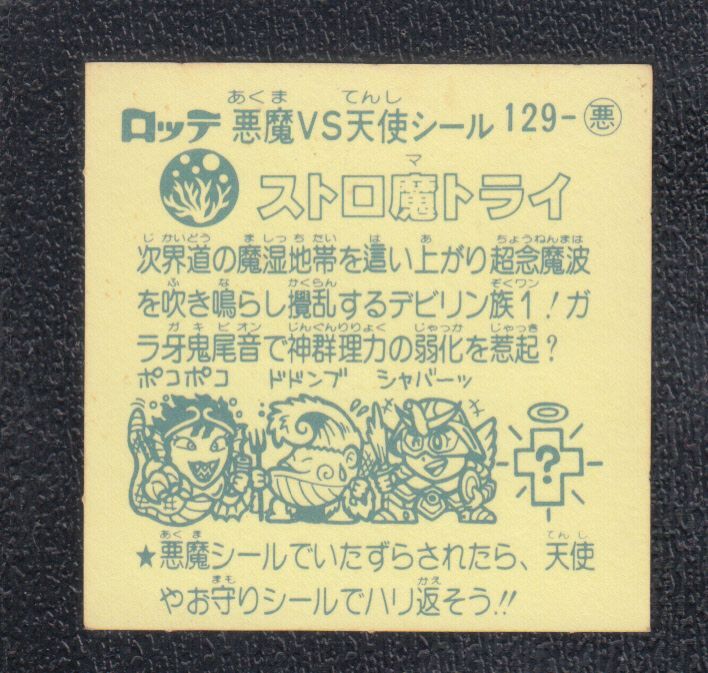 あくま てんし
ロッテ 悪魔VS天使シール 129-悪
マ
ストロ魔トライ
じかいどう ましっちたい は あ ちょうねんまは
次界道の魔湿地帯を這い上がり超念魔波
ふ な かくらん ぞくワン
を吹き鳴らし攪乱するデビリン族1!ガ
ガキビオン じんぐんりりょく じゃっか じゃっき
ラ牙鬼尾音で神群理力の弱化を惹起?
ポコポコ ドドンブ シャバーッ
?
あくま てんし
★悪魔シールでいたずらされたら、天使
まも かえ
やお守りシールでハリ返そう!!